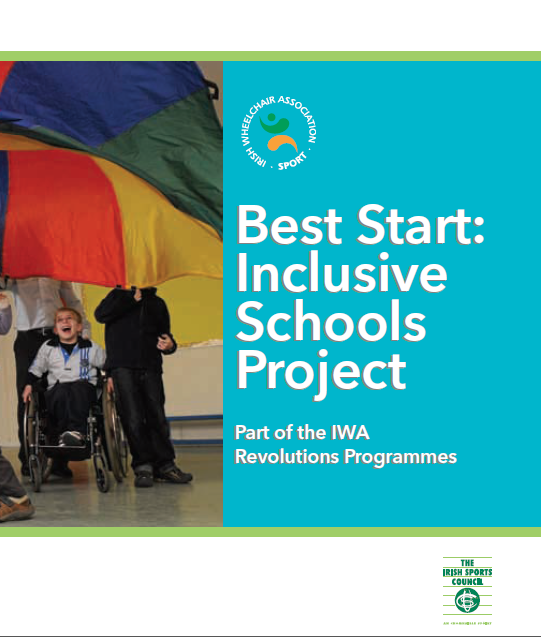 IRISH WHEELCHAIR ASSOCIATION · SPORT ·
Best Start:
Inclusive
Schools
Project
Part of the IWA
Revolutions Programmes
THE
IRISH SPORTS
COUNCIL